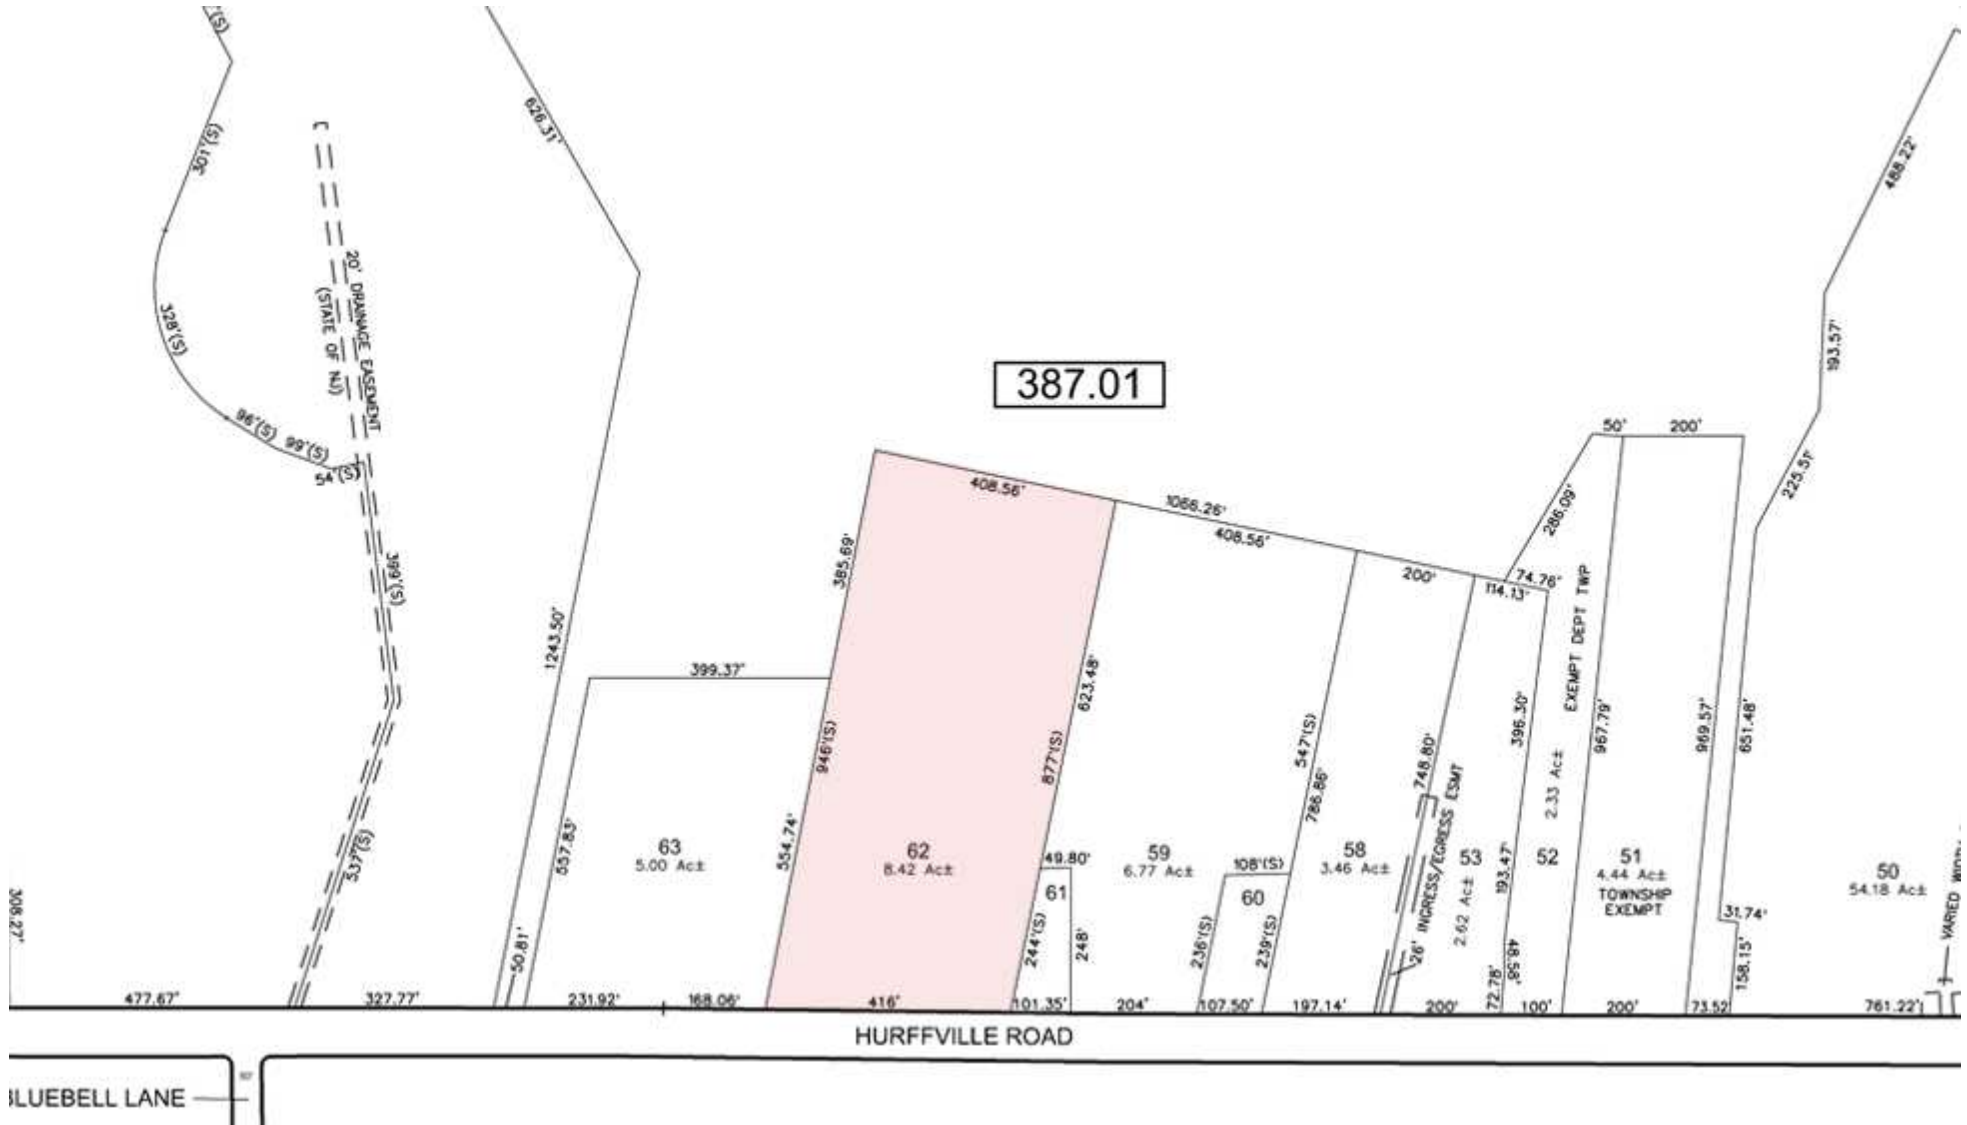 '(S)
301'(S)
328'(S)
96'(S)
99'(S)
54'(S)
20' DRAINAGE EASEMENT
(STATE OF NJ)
399'(S)
537'(S)
308.27'
477.67'
327.77'
626.31'
1243.50'
50.81'
557.83'
399.37'
63
5.00 Ac±
231.92'
168.06'
387.01
385.69'
946'(S)
554.74'
408.56'
62
8.42 Ac±
416'
623.48'
877'(S)
49.80'
61
244'(S)
248'
101.35'
1066.26'
408.56'
59
6.77 Ac±
204'
108'(S)
60
236'(S)
239'(S)
107.50'
547'(S)
786.86'
200'
58
3.46 Ac±
197.14'
748.80'
26' INGRESS/EGRESS ESMT
53
2.62 Ac±
200'
114.13'
74.76'
286.09'
396.30'
193.47'
48.58'
72.78'
EXEMPT DEPT TWP
2.33 Ac±
52
100'
50'
200'
967.79'
51
4.44 Ac±
TOWNSHIP
EXEMPT
200'
969.57'
651.48'
31.74'
158.15'
73.52
488.22'
193.57'
225.51'
50
54.18 Ac±
761.22'
VARIED
HURFFVILLE ROAD
BLUEBELL LANE